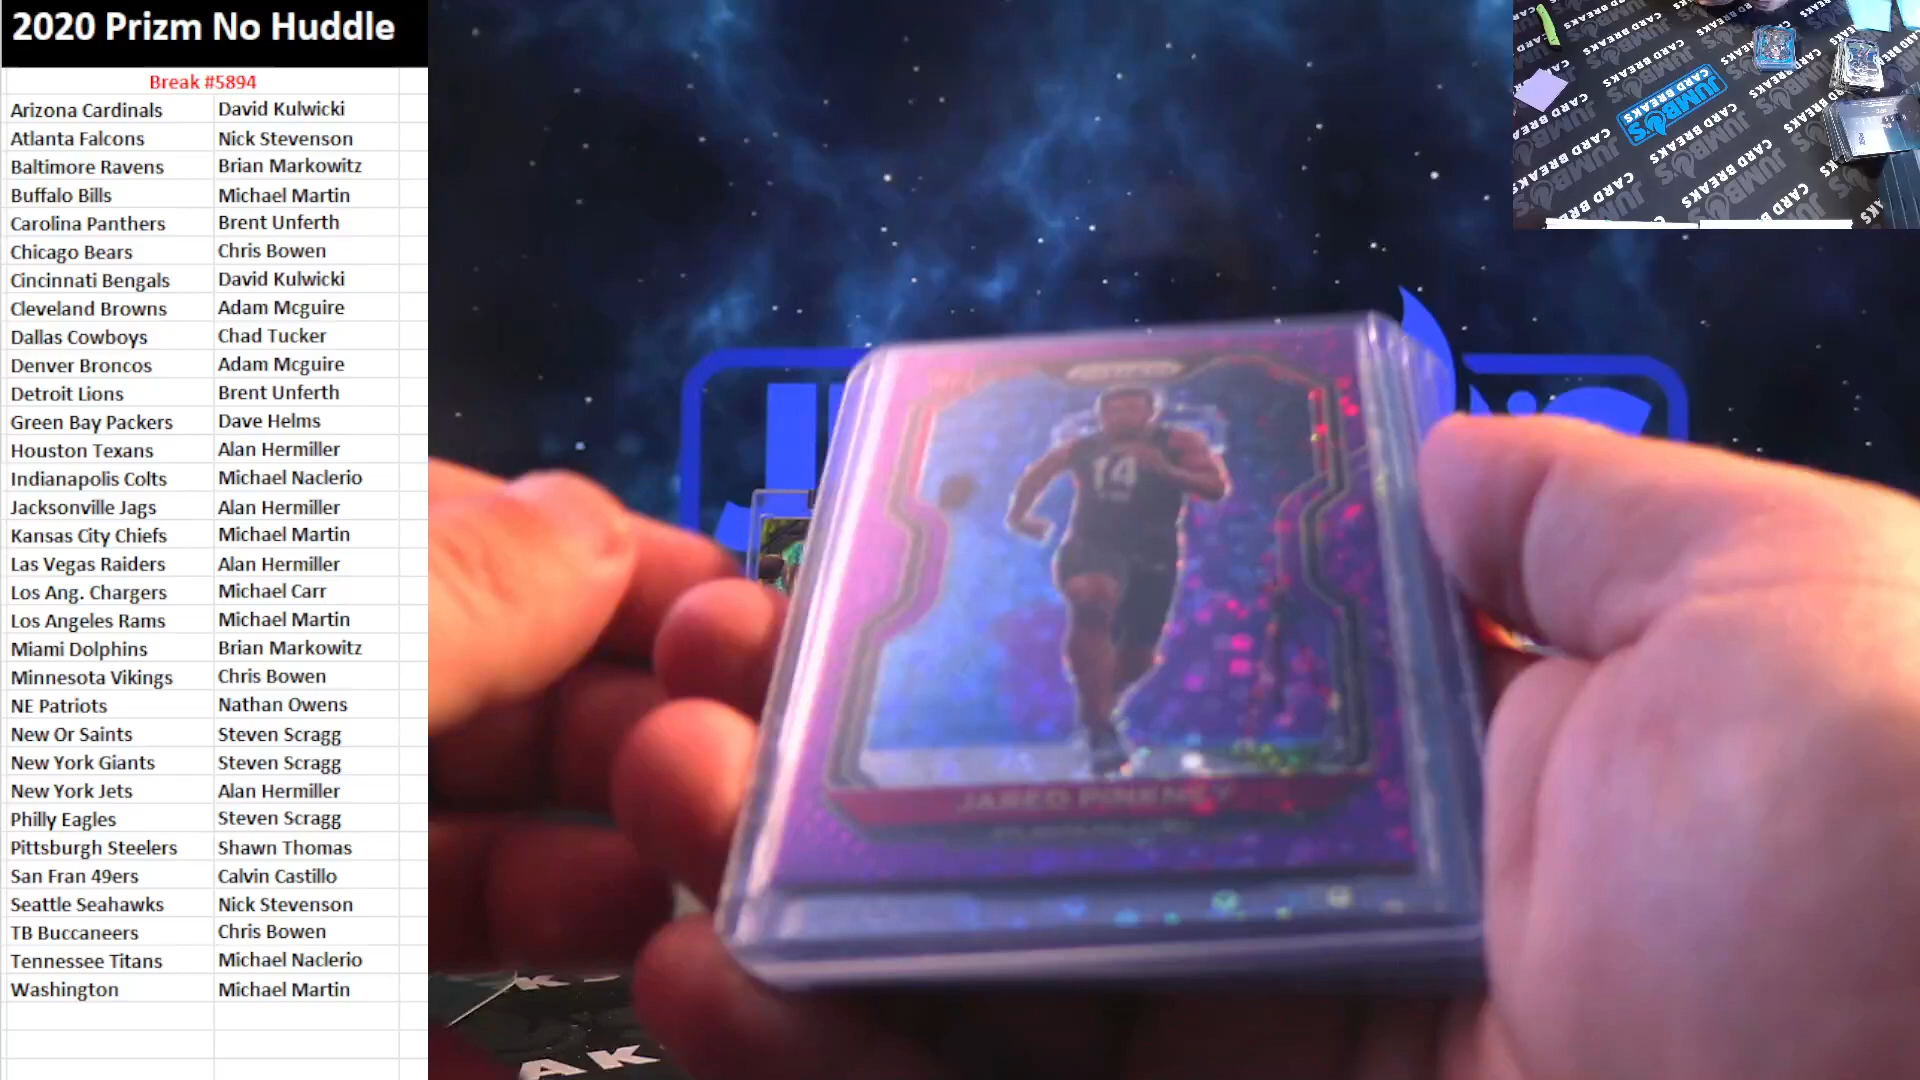 2020 Prizm No Huddle
Break #5894
Arizona Cardinals David Kulwicki
Atlanta Falcons Nick Stevenson
Baltimore Ravens Brian Markowitz
Buffalo Bills Michael Martin
Carolina Panthers Brent Unferth
Chicago Bears Chris Bowen
Cincinnati Bengals David Kulwicki
Cleveland Browns Adam Mcguire
Dallas Cowboys Chad Tucker
Denver Broncos Adam Mcguire
Detroit Lions Brent Unferth
Green Bay Packers Dave Helms
Houston Texans Alan Hermiller
Indianapolis Colts Michael Naclerio
Jacksonville Jags Alan Hermiller
Kansas City Chiefs Michael Martin
Las Vegas Raiders Alan Hermiller
Los Ang. Chargers Michael Carr
Los Angeles Rams Michael Martin
Miami Dolphins Brian Markowitz
Minnesota Vikings Chris Bowen
NE Patriots Nathan Owens
New Or Saints Steven Scragg
New York Giants Steven Scragg
New York Jets Alan Hermiller
Philly Eagles Steven Scragg
Pittsburgh Steelers Shawn Thomas
San Fran 49ers Calvin Castillo
Seattle Seahawks Nick Stevenson
TB Buccaneers Chris Bowen
Tennessee Titans Michael Naclerio
Washington Michael Martin
JUMBO'S
CARD BREAKS
14
JARED PINKNEY